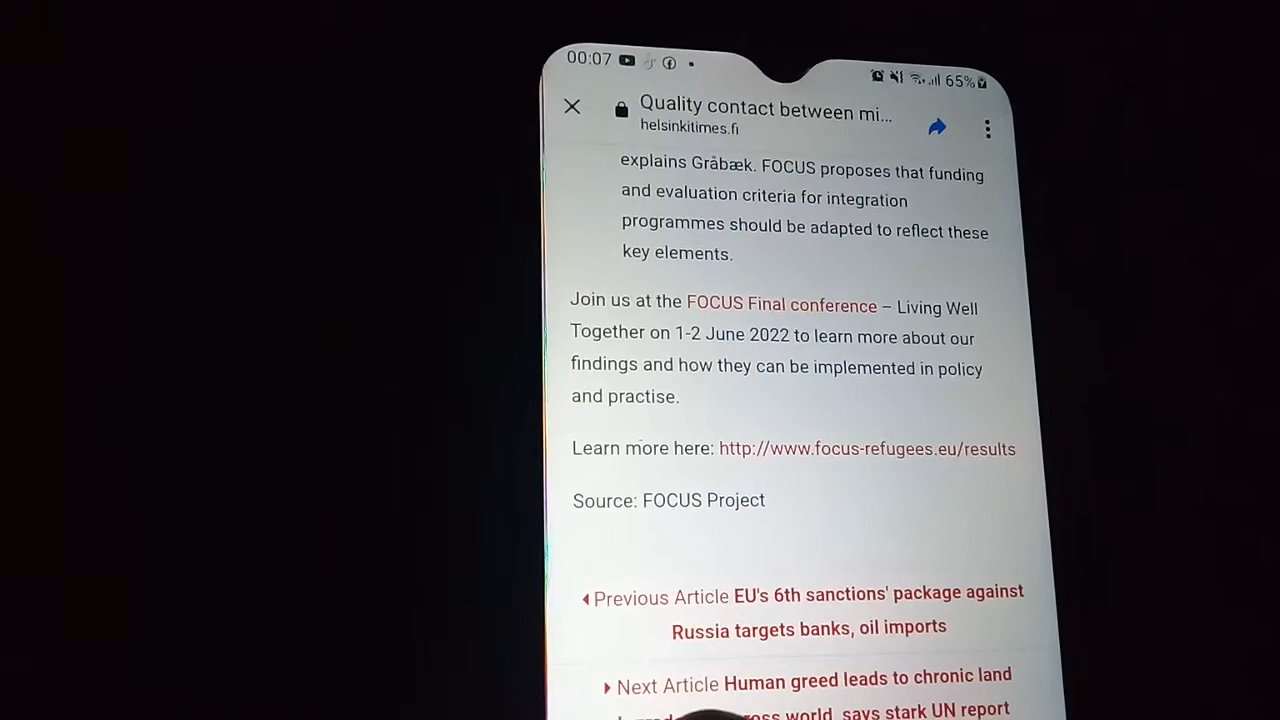 00:07
65%
Quality contact between mi...
helsinkitimes.fi
explains Gråbæk. FOCUS proposes that funding
and evaluation criteria for integration
programmes should be adapted to reflect these
key elements.
Join us at the FOCUS Final conference – Living Well
Together on 1-2 June 2022 to learn more about our
findings and how they can be implemented in policy
and practise.
Learn more here: http://www.focus-refugees.eu/results
Source: FOCUS Project
Previous Article EU's 6th sanctions' package against
Russia targets banks, oil imports
Next Article Human greed leads to chronic land
world, says stark UN report